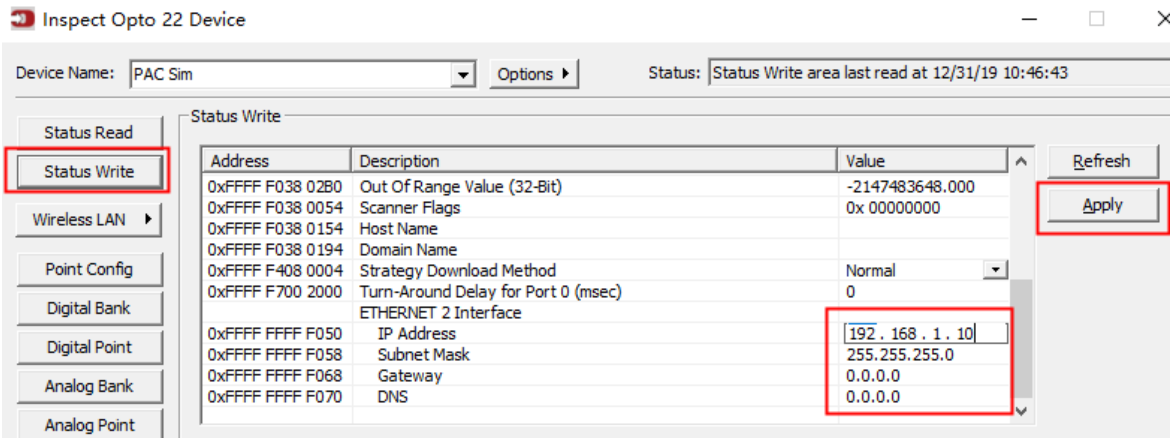 Inspect Opto 22 Device
Device Name: PAC Sim Options Status: Status Write area last read at 12/31/19 10:46:43
Status Read
Status Write
Wireless LAN
Point Config
Digital Bank
Digital Point
Analog Bank
Analog Point
Status Write
Address Description Value
0xFFFF F038 02B0 Out Of Range Value (32-Bit) -2147483648.000
0xFFFF F038 0054 Scanner Flags 0x 00000000
0xFFFF F038 0154 Host Name
0xFFFF F038 0194 Domain Name
0xFFFF F408 0004 Strategy Download Method Normal
0xFFFF F700 2000 Turn-Around Delay for Port 0 (msec) 0
ETHERNET 2 Interface
0xFFFF FFFF F050 IP Address 192 . 168 . 1 . 10
0xFFFF FFFF F058 Subnet Mask 255.255.255.0
0xFFFF FFFF F068 Gateway 0.0.0.0
0xFFFF FFFF F070 DNS 0.0.0.0
Refresh
Apply